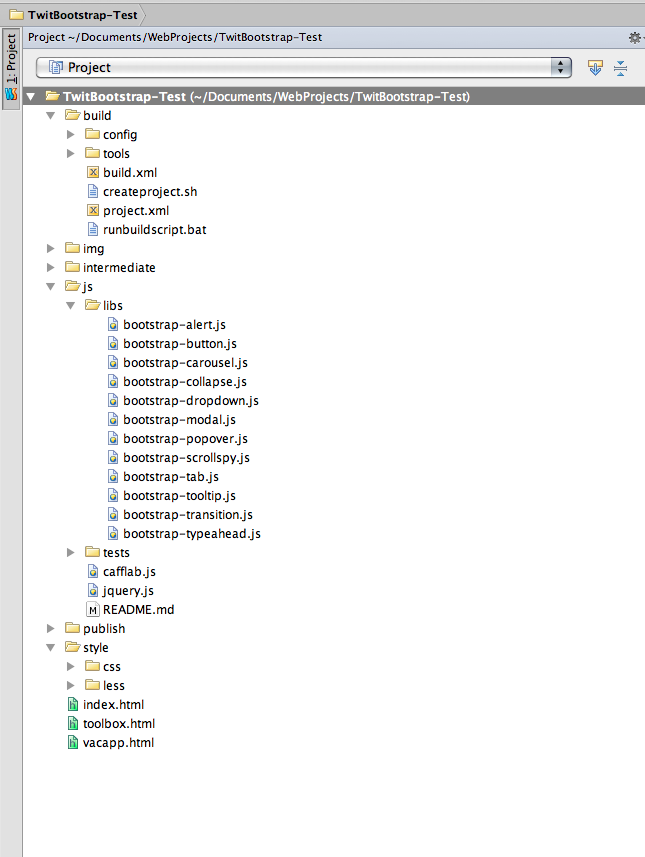 TwitBootstrap-Test
Project ~/Documents/WebProjects/TwitBootstrap-Test
1: Project
Project
TwitBootstrap-Test (~/Documents/WebProjects/TwitBootstrap-Test)
build
config
tools
build.xml
createproject.sh
project.xml
runbuildscript.bat
img
intermediate
js
libs
bootstrap-alert.js
bootstrap-button.js
bootstrap-carousel.js
bootstrap-collapse.js
bootstrap-dropdown.js
bootstrap-modal.js
bootstrap-popover.js
bootstrap-scrollspy.js
bootstrap-tab.js
bootstrap-tooltip.js
bootstrap-transition.js
bootstrap-typeahead.js
tests
cafflab.js
jquery.js
README.md
publish
style
css
less
index.html
toolbox.html
vacapp.html